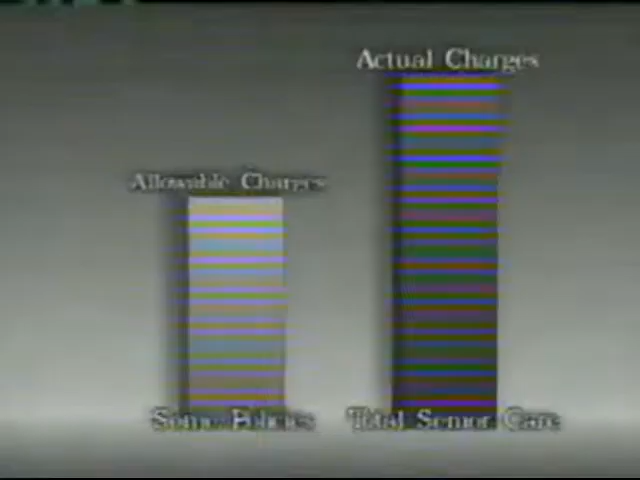 Actual Charges
Allowable Charges
Some Policies
Total Senior Care